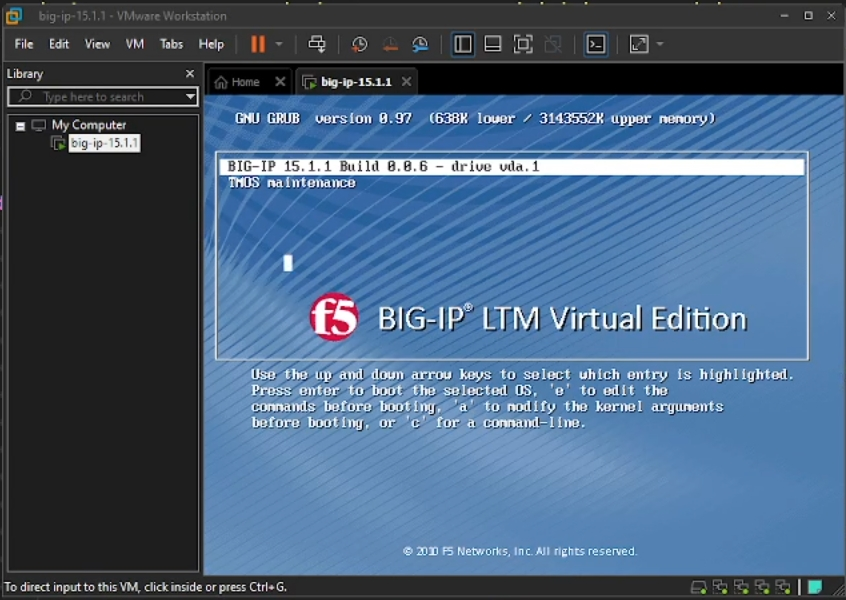 big-ip-15.1.1 - VMware Workstation
File Edit View VM Tabs Help
Library
Home
big-ip-15.1.1
Type here to search
My Computer
big-ip-15.1.1
GNU GRUB version 0.97 (638K lower / 3143552K upper memory)
BIG-IP 15.1.1 Build 0.0.6 - drive vda.1
TMOS maintenance
f5 BIG-IP® LTM Virtual Edition
Use the up and down arrow keys to select which entry is highlighted.
Press enter to boot the selected OS, 'e' to edit the
commands before booting, 'a' to modify the kernel arguments
before booting, or 'c' for a command-line.
© 2010 F5 Networks, Inc. All rights reserved.
To direct input to this VM, click inside or press Ctrl+G.